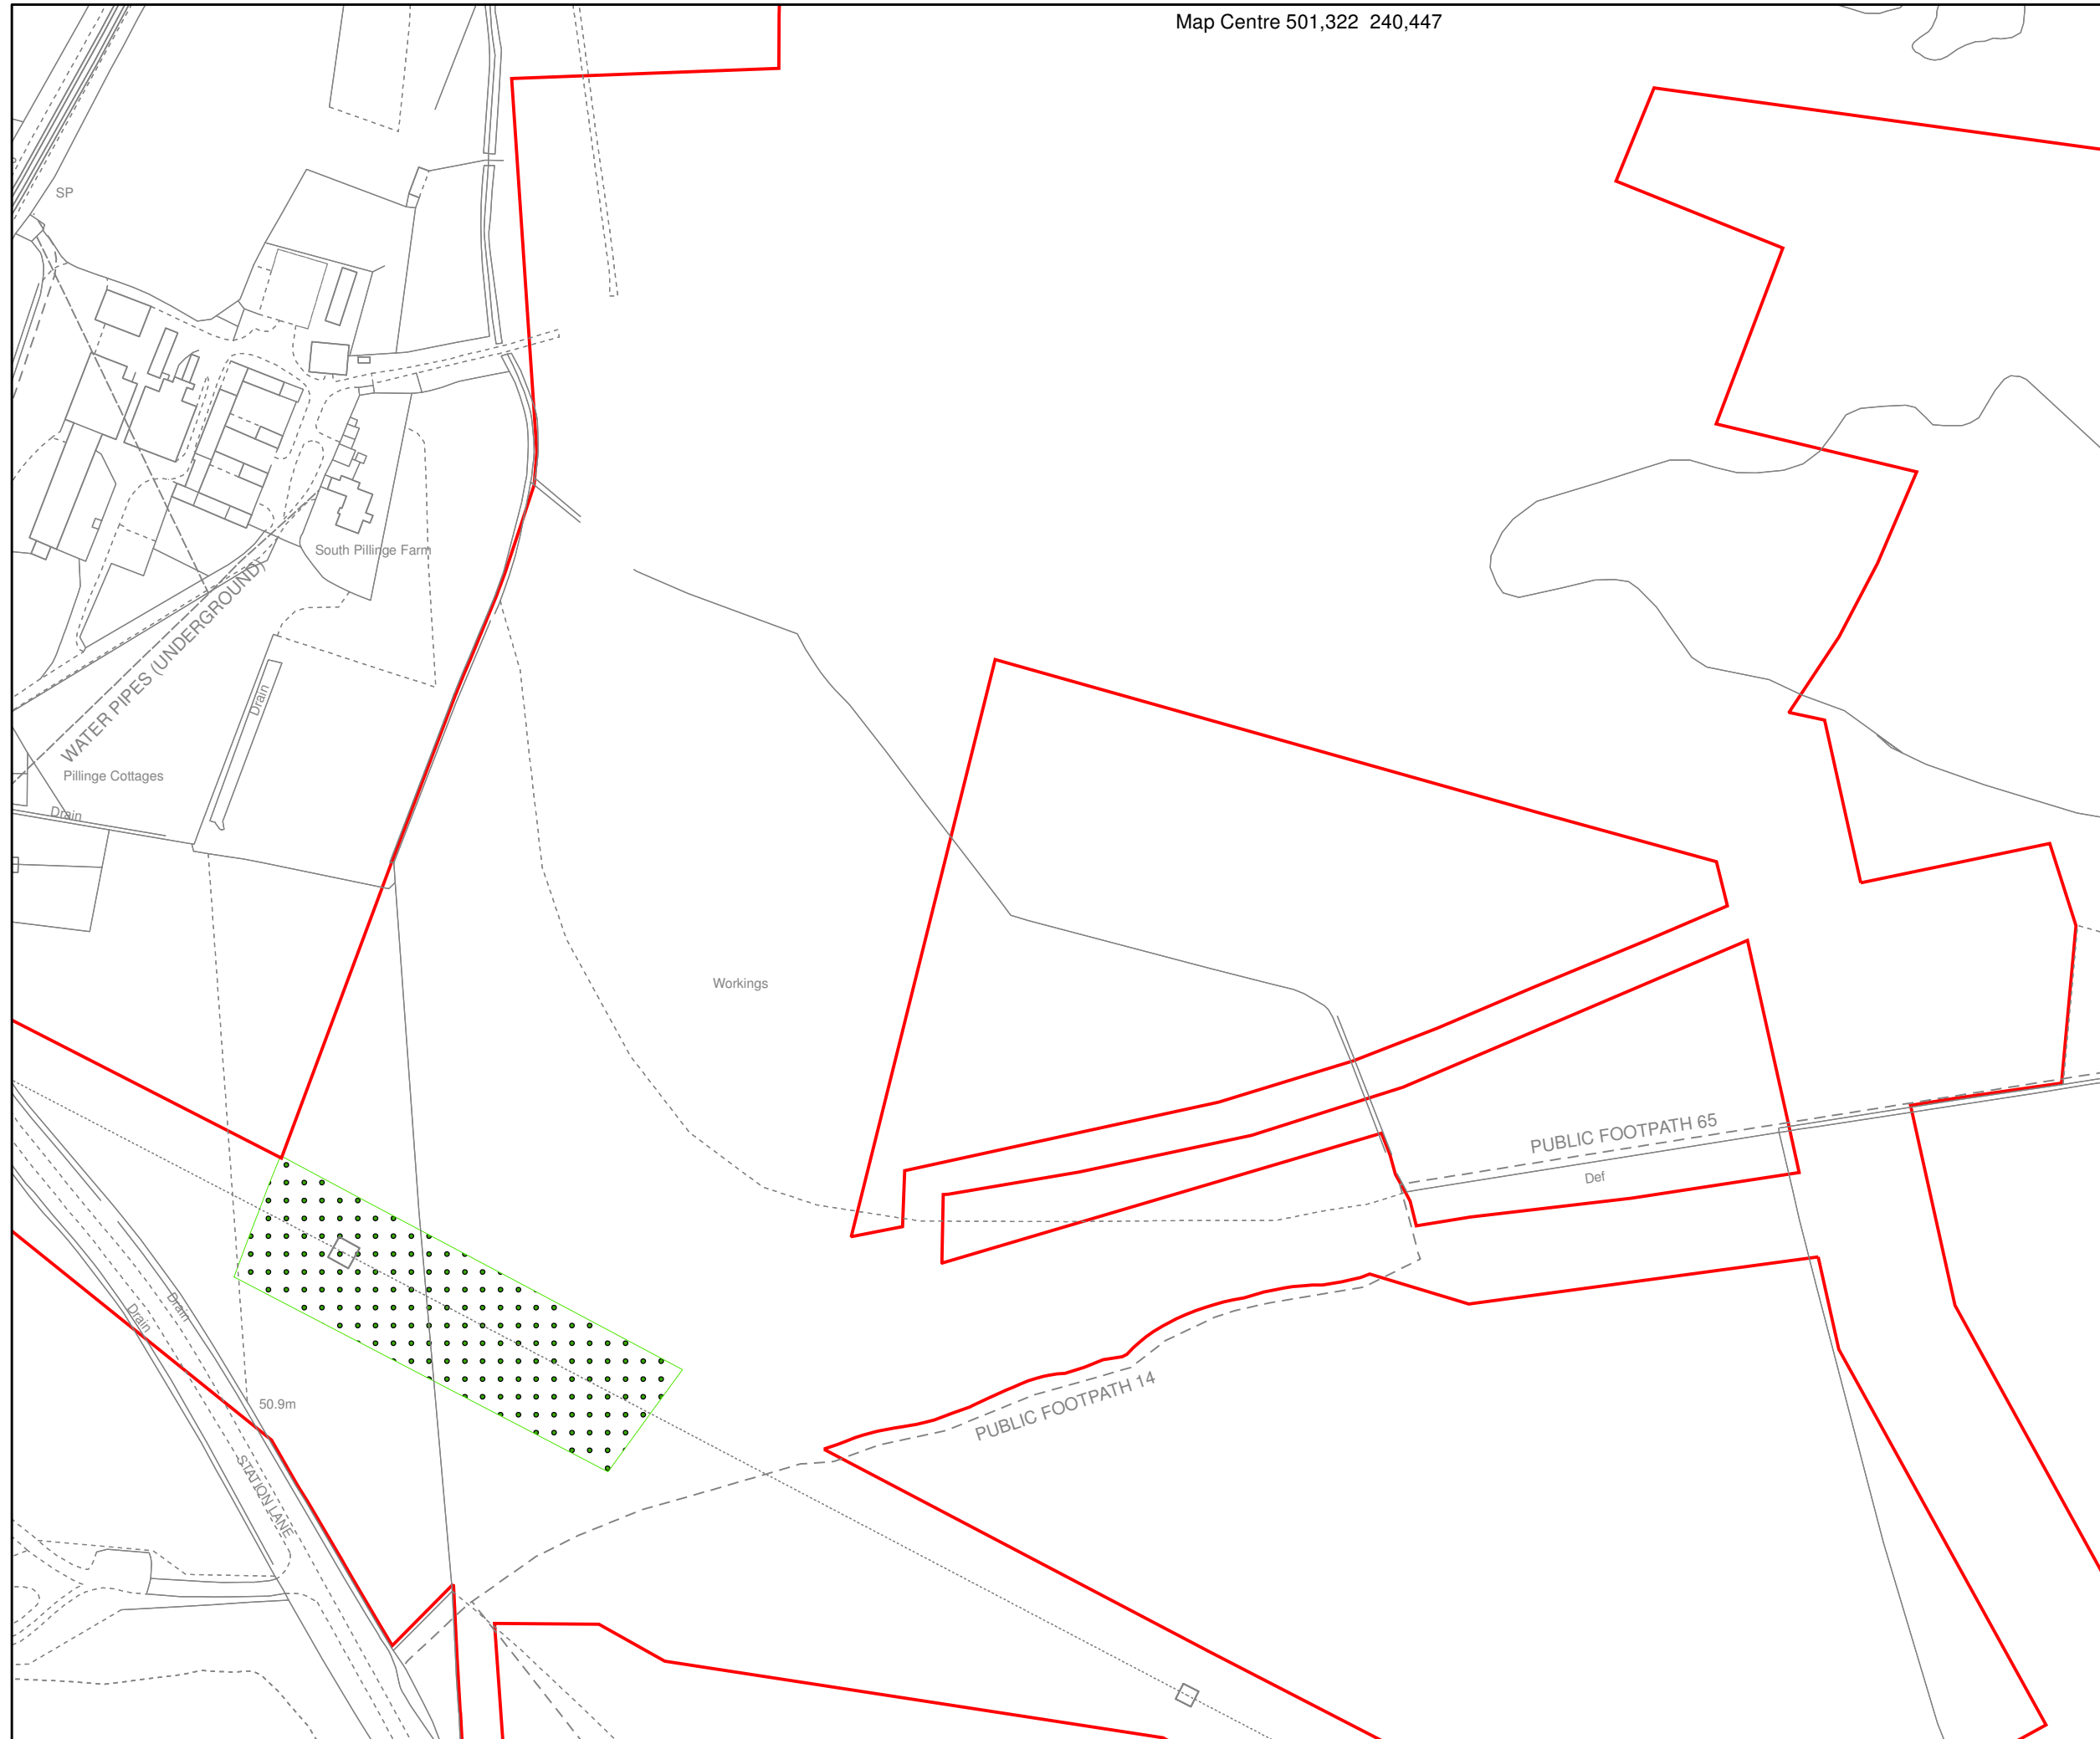 Map Centre 501,322 240,447
SP
South Pillinge Farm
WATER PIPES (UNDERGROUND)
Drain
Pillinge Cottages
Drain
Workings
PUBLIC FOOTPATH 65
Def
Drain
Drain
50.9m
PUBLIC FOOTPATH 14
STATION LANE